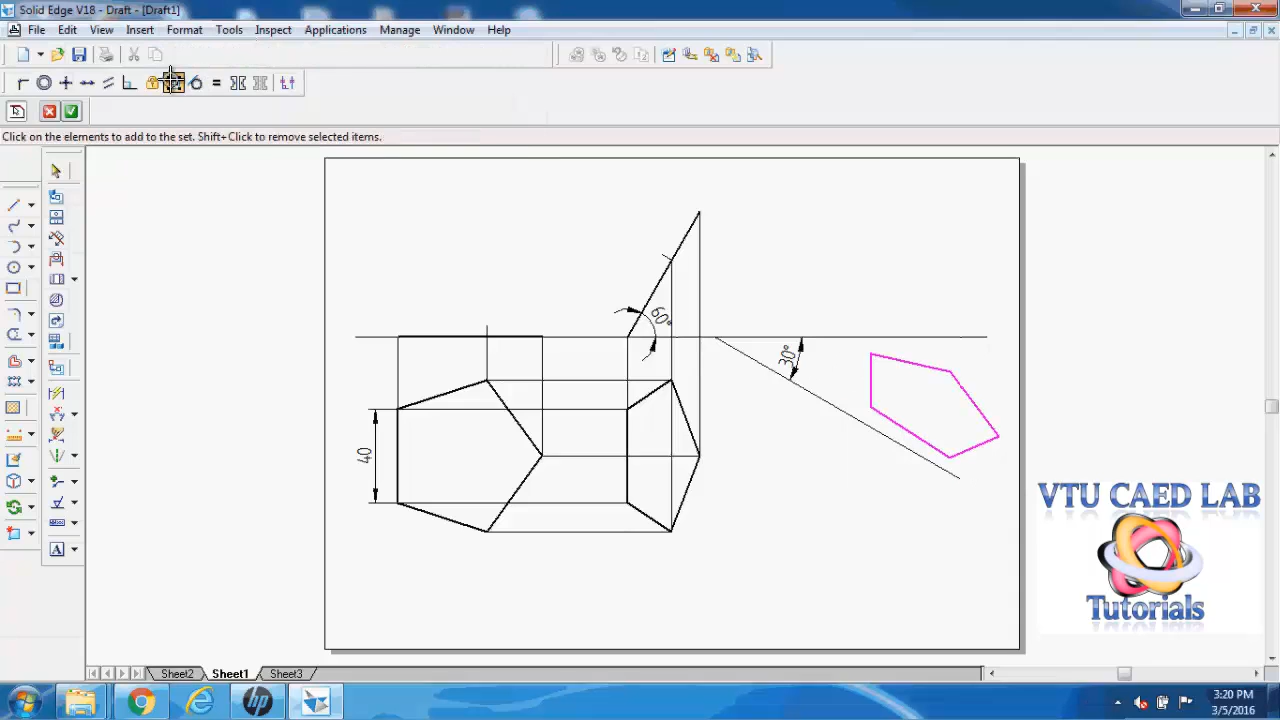 Solid Edge V18 - Draft - [Draft1]
File Edit View Insert Format Tools Inspect Applications Manage Window Help
Click on the elements to add to the set. Shift+Click to remove selected items.
60°
30°
40
VTU CAED LAB
Tutorials
A
Sheet2 Sheet1 Sheet3
hp
3:20 PM
3/5/2016